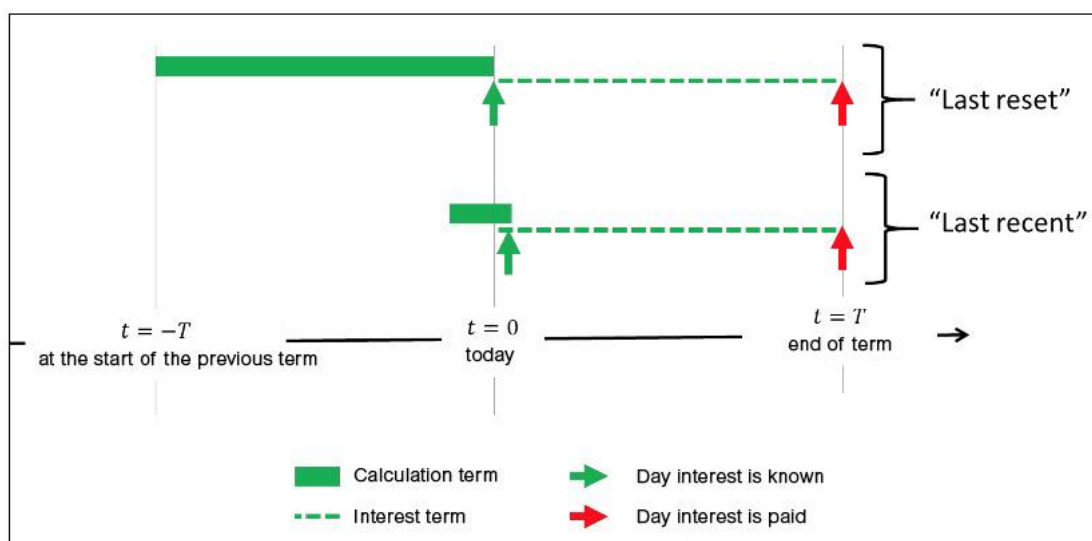 “Last reset”
“Last recent”
t = −T
at the start of the previous term
t = 0
today
t = T
end of term
Calculation term
Day interest is known
Interest term
Day interest is paid